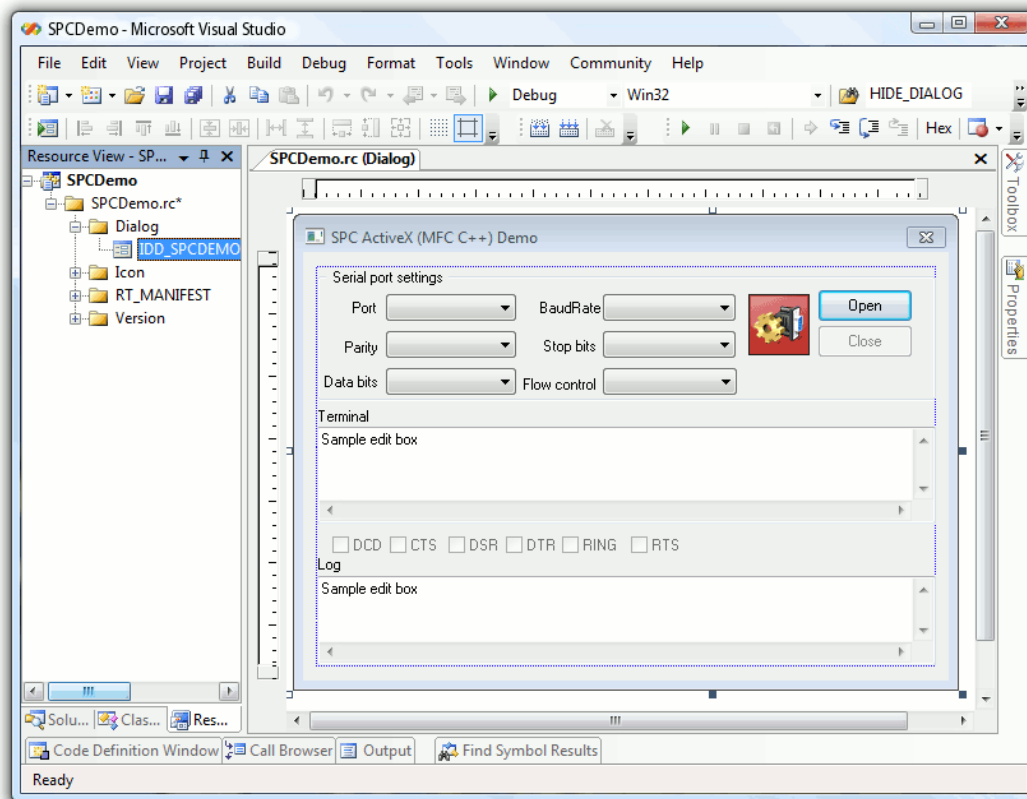 SPCDemo - Microsoft Visual Studio
File Edit View Project Build Debug Format Tools Window Community Help
Debug Win32 HIDE_DIALOG
Hex
Resource View - SP...
SPCDemo.rc (Dialog)
SPCDemo
SPCDemo.rc*
Dialog
IDD_SPCDEMO
Icon
RT_MANIFEST
Version
SPC ActiveX (MFC C++) Demo
Serial port settings
Port BaudRate Open
Parity Stop bits Close
Data bits Flow control
Terminal
Sample edit box
DCD CTS DSR DTR RING RTS
Log
Sample edit box
Toolbox
Properties
Solu... Clas... Res...
Code Definition Window Call Browser Output Find Symbol Results
Ready